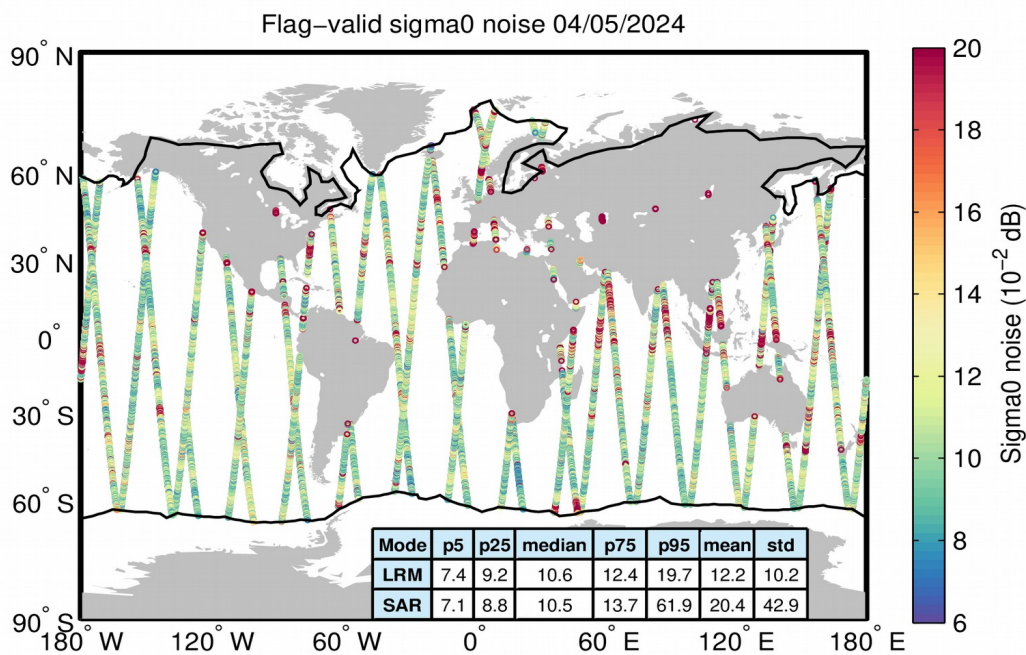 Flag−valid sigma0 noise 04/05/2024
90° N
60° N
30° N
0°
30° S
60° S
90° S
180° W
120° W
60° W
0°
60° E
120° E
180° E
20
18
16
14
12
10
8
6
Sigma0 noise (10⁻² dB)
Mode p5 p25 median p75 p95 mean std
LRM 7.4 9.2 10.6 12.4 19.7 12.2 10.2
SAR 7.1 8.8 10.5 13.7 61.9 20.4 42.9